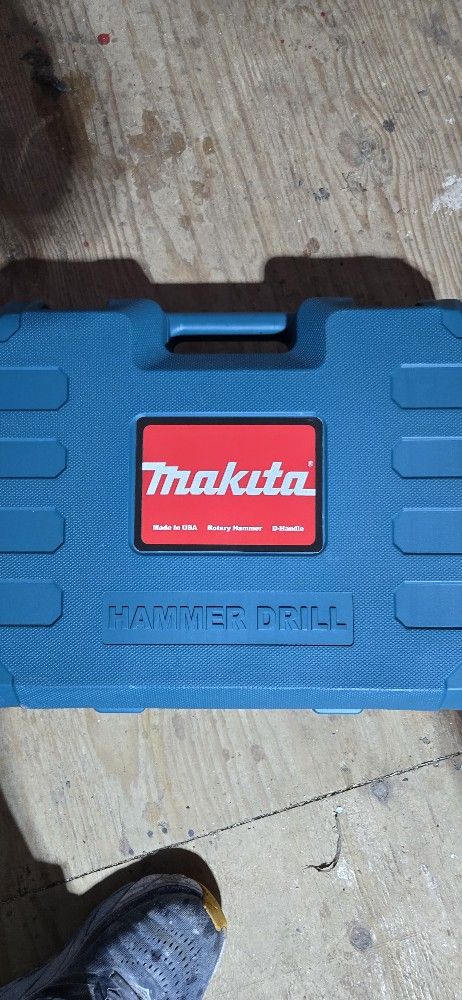 makita®
Made In USA Rotary Hammer D-Handle
HAMMER DRILL